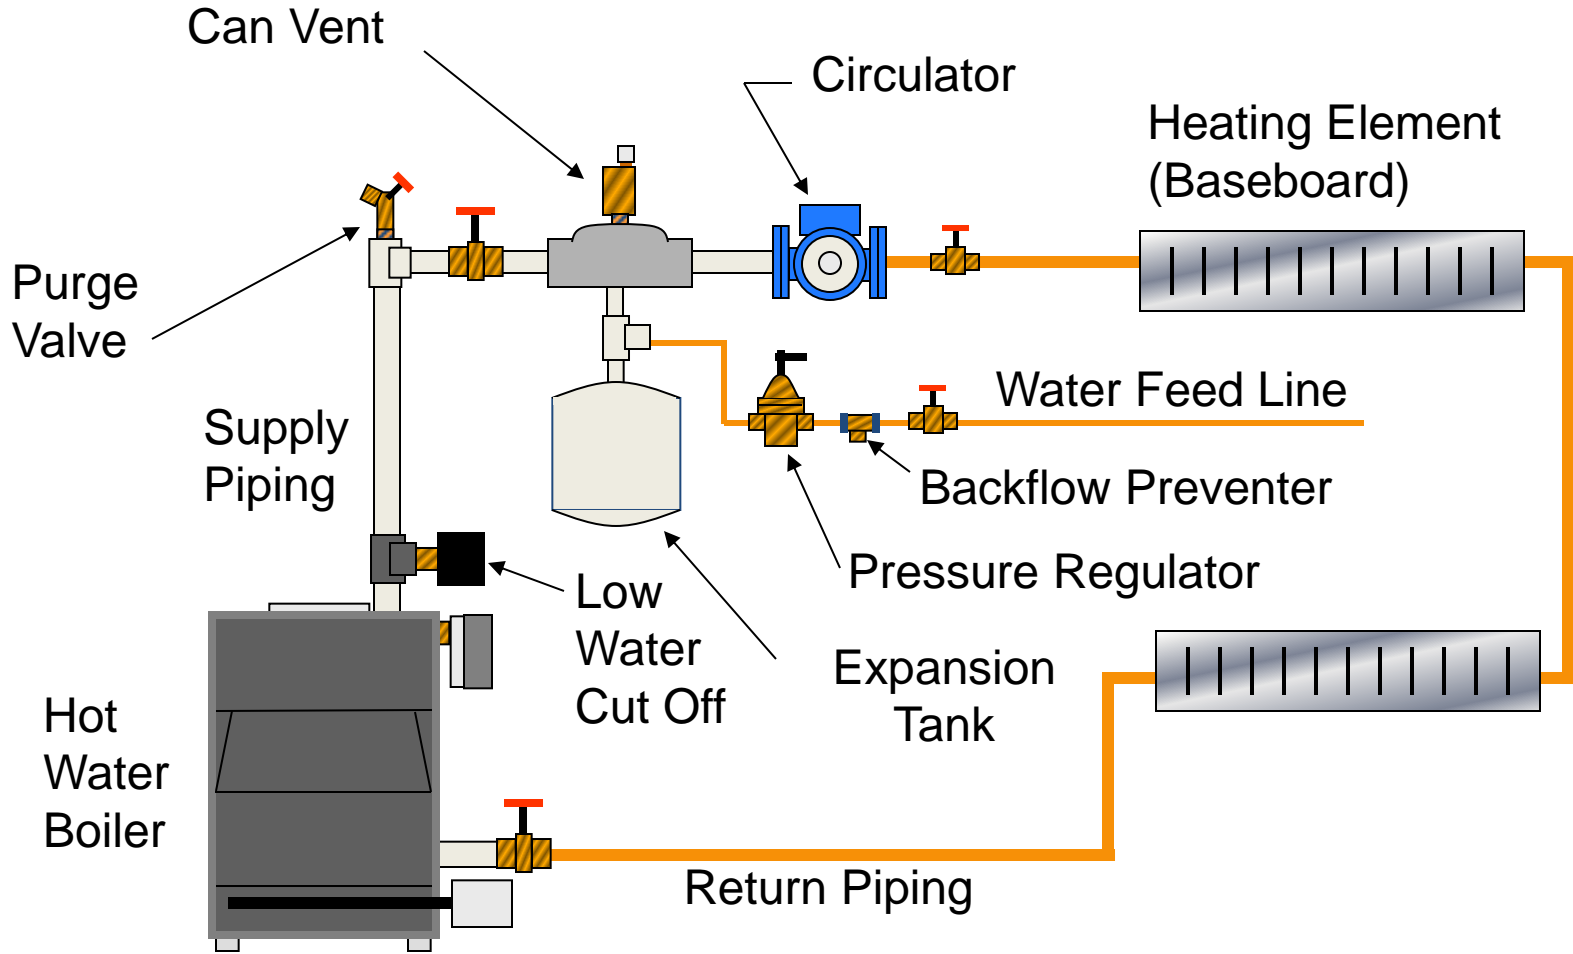 Can Vent
Circulator
Heating Element
(Baseboard)
Purge
Valve
Water Feed Line
Supply
Piping
Backflow Preventer
Pressure Regulator
Low
Water
Cut Off
Expansion
Tank
Hot
Water
Boiler
Return Piping